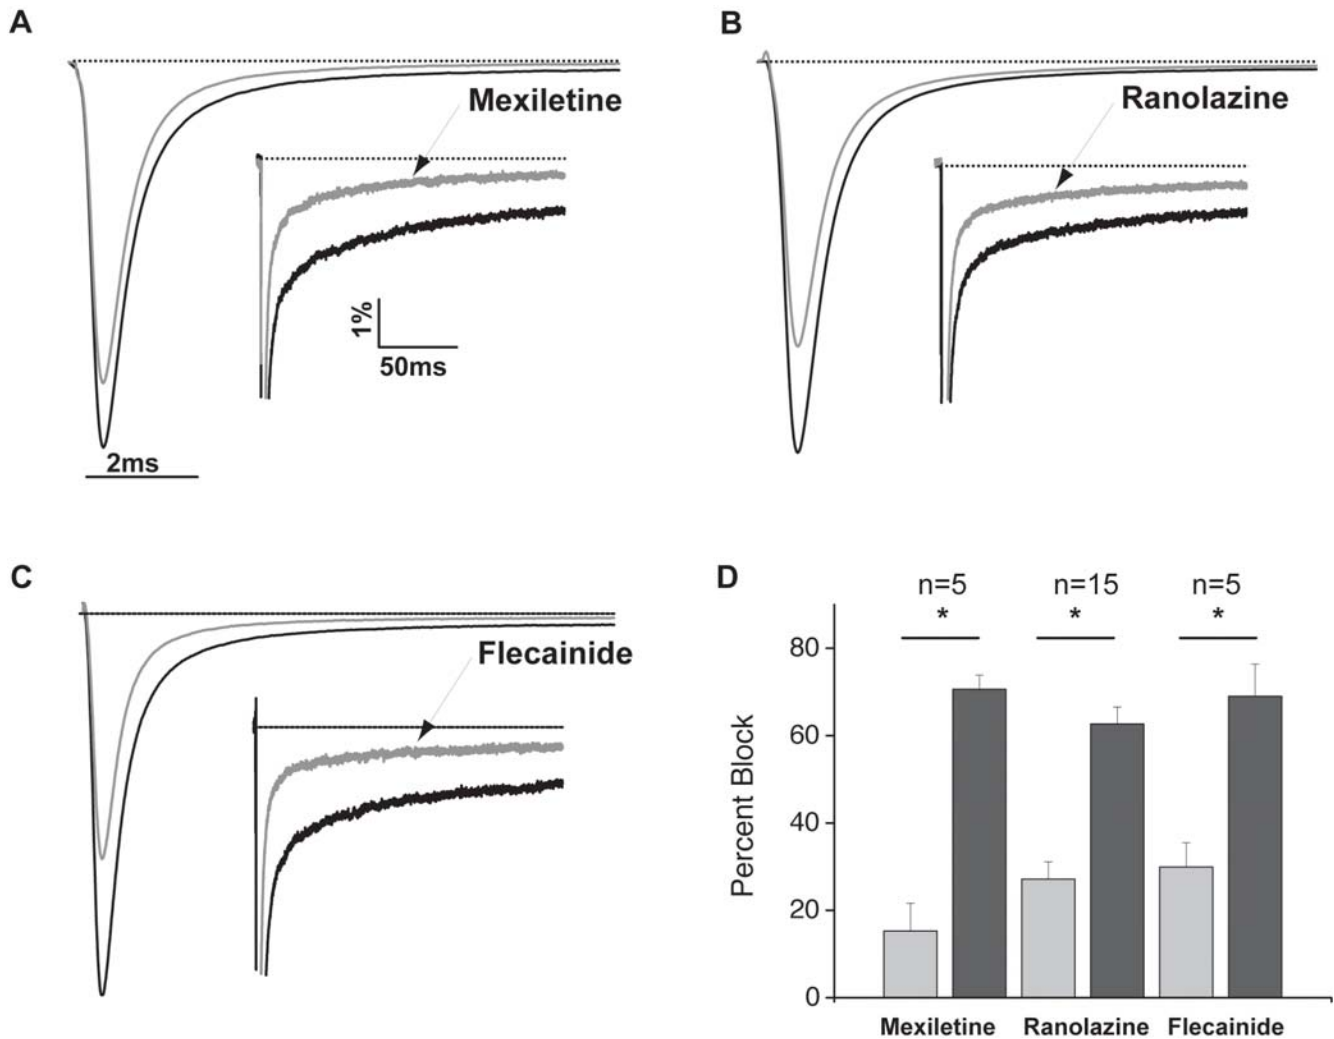 A
Mexiletine
1%
50ms
2ms
B
Ranolazine
C
Flecainide
D
n=5 n=15 n=5
* * *
Percent Block
80
60
40
20
0
Mexiletine Ranolazine Flecainide